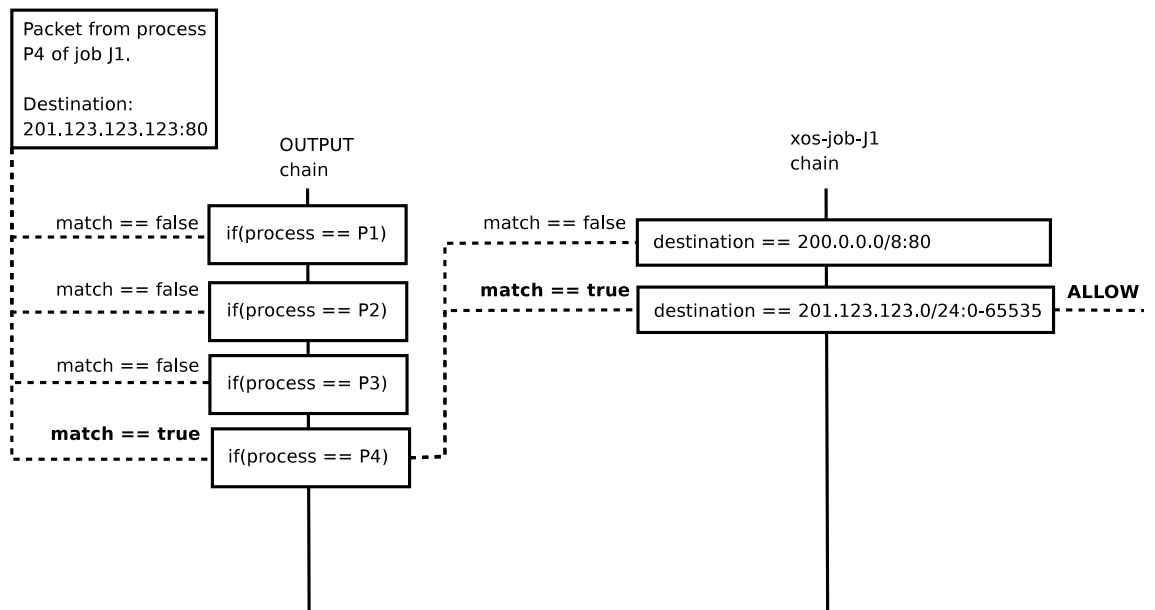 Packet from process
P4 of job J1.
Destination:
201.123.123.123:80
OUTPUT
chain
xos-job-J1
chain
match == false
if(process == P1)
match == false
destination == 200.0.0.0/8:80
match == false
if(process == P2)
match == true
destination == 201.123.123.0/24:0-65535
ALLOW
match == false
if(process == P3)
match == true
if(process == P4)